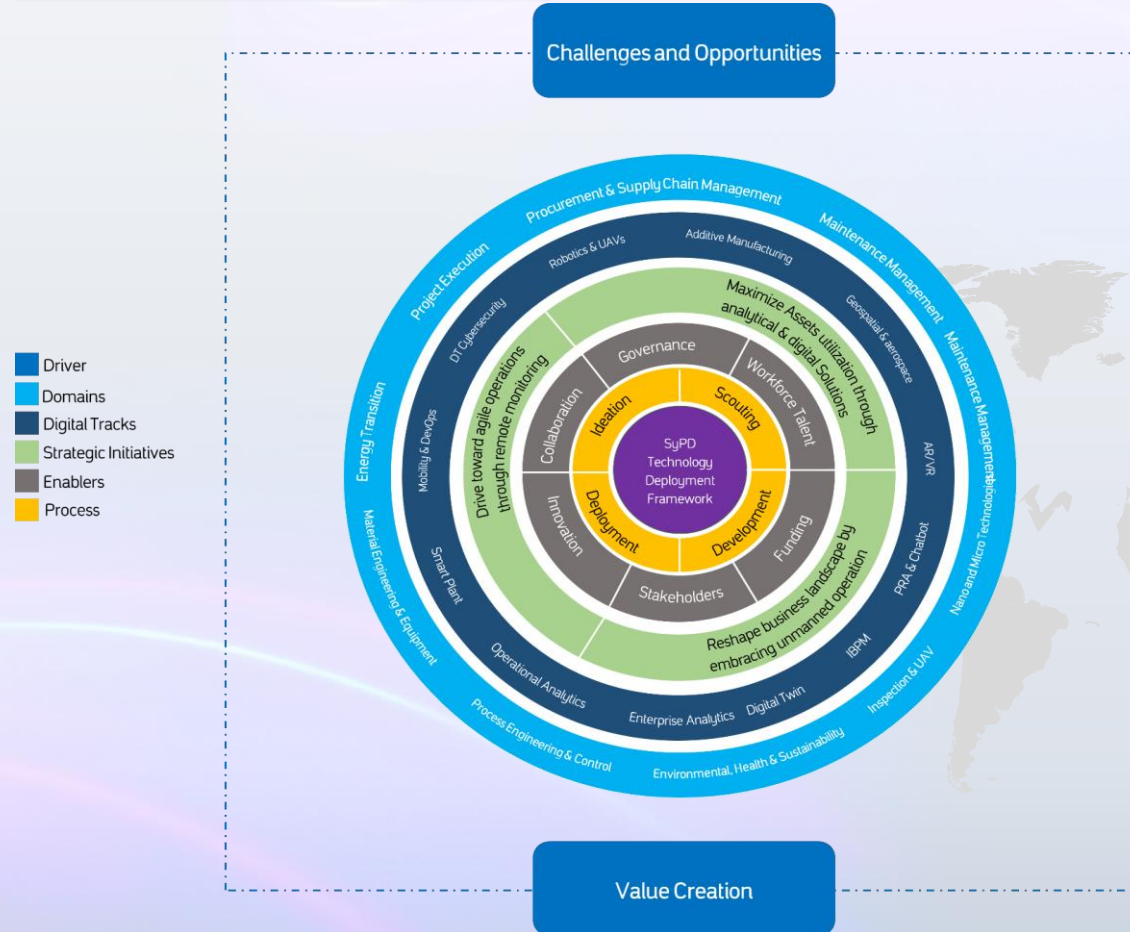 Challenges and Opportunities
Driver
Domains
Digital Tracks
Strategic Initiatives
Enablers
Process
Procurement & Supply Chain Management
Maintenance Management
Maintenance Management
Nano and Micro Technologies
Inspection & UAV
Environmental, Health & Sustainability
Process Engineering & Control
Material Engineering & Equipment
Energy Transition
Project Execution
Robotics & UAVs
Additive Manufacturing
Geospatial & aerospace
AR/VR
PRA & Chatbot
IBPM
Digital Twin
Enterprise Analytics
Operational Analytics
Smart Plant
Mobility & DevOps
OT Cybersecurity
Maximize Assets utilization through
analytical & digital Solutions
Reshape business landscape by
embracing unmanned operation
Drive toward agile operations
through remote monitoring
Governance
Workforce Talent
Funding
Stakeholders
Innovation
Collaboration
Ideation
Scouting
Development
Deployment
SyPD
Technology
Deployment
Framework
Value Creation